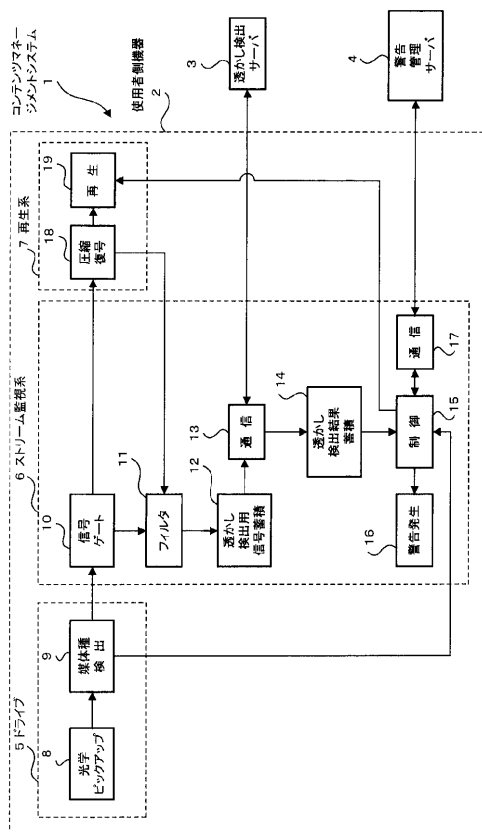 コンテンツマネー
ジメントシステム
1
使用者側機器
2
3
透かし検出
サーバ
4
警告
管理
サーバ
7 再生系
18
圧縮
復号
19
再生
6 ストリーム監視系
10
信号
ゲート
11
フィルタ
12
透かし
検出用
信号蓄積
13
通信
14
透かし
検出結果
蓄積
15
制御
16
警告発生
17
通信
5 ドライブ
8
光学
ピックアップ
9
媒体種
検出